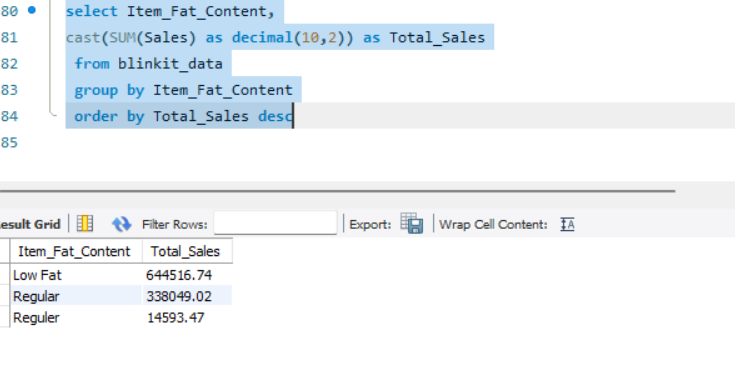 80 select Item_Fat_Content,
81 cast(SUM(Sales) as decimal(10,2)) as Total_Sales
82 from blinkit_data
83 group by Item_Fat_Content
84 order by Total_Sales desc
85
esult Grid Filter Rows: Export: Wrap Cell Content: IA
Item_Fat_Content Total_Sales
Low Fat 644516.74
Regular 338049.02
Reguler 14593.47